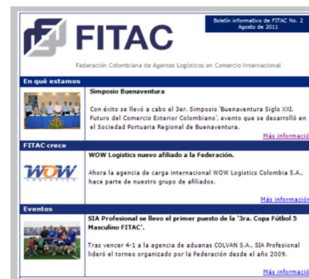 Boletín informativo de FITAC No. 2
Agosto de 2011
FITAC
Federación Colombiana de Agentes Logísticos en Comercio Internacional
En qué estamos
Simposio Buenaventura
Con éxito se llevó a cabo el 2er. Simposio 'Buenaventura Siglo XXI.
Futuro del Comercio Exterior Colombiano', evento que se desarrolló en
el Sociedad Portuaria Regional de Buenaventura.
Más informació
FITAC crece
WOW Logistics nuevo afiliado a la Federación.
WOW
Ahora la agencia de carga internacional WOW Logistics Colombia S.A.,
hace parte de nuestro grupo de afiliados.
Más informació
Eventos
SIA Profesional se llevo el primer puesto de la '3ra. Copa Fútbol 5
Masculino FITAC'.
Tras vencer 4-1 a la agencia de aduanas COLVAN S.A., SIA Profesional
lideró el torneo organizado por la Federación desde el año 2009.
Más informació